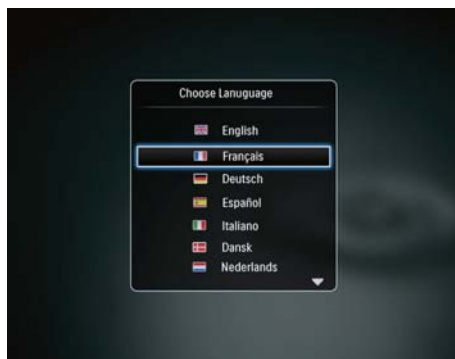 Choose Lanuguage
English
Français
Deutsch
Español
Italiano
Dansk
Nederlands